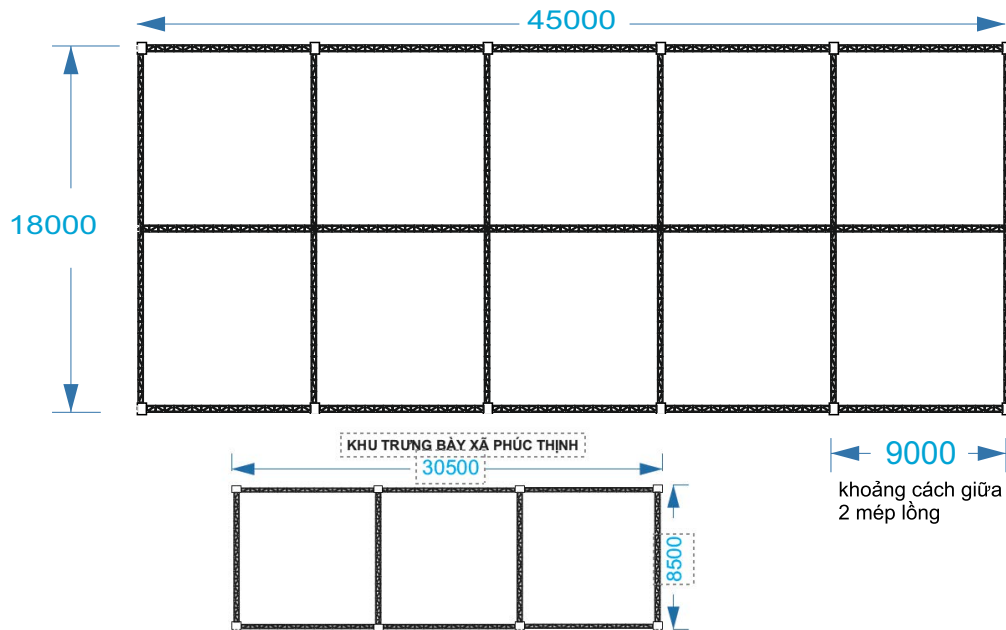 45000
18000
KHU TRƯNG BÀY XÃ PHÚC THỊNH
30500
9000
khoảng cách giữa
2 mép lồng
8500